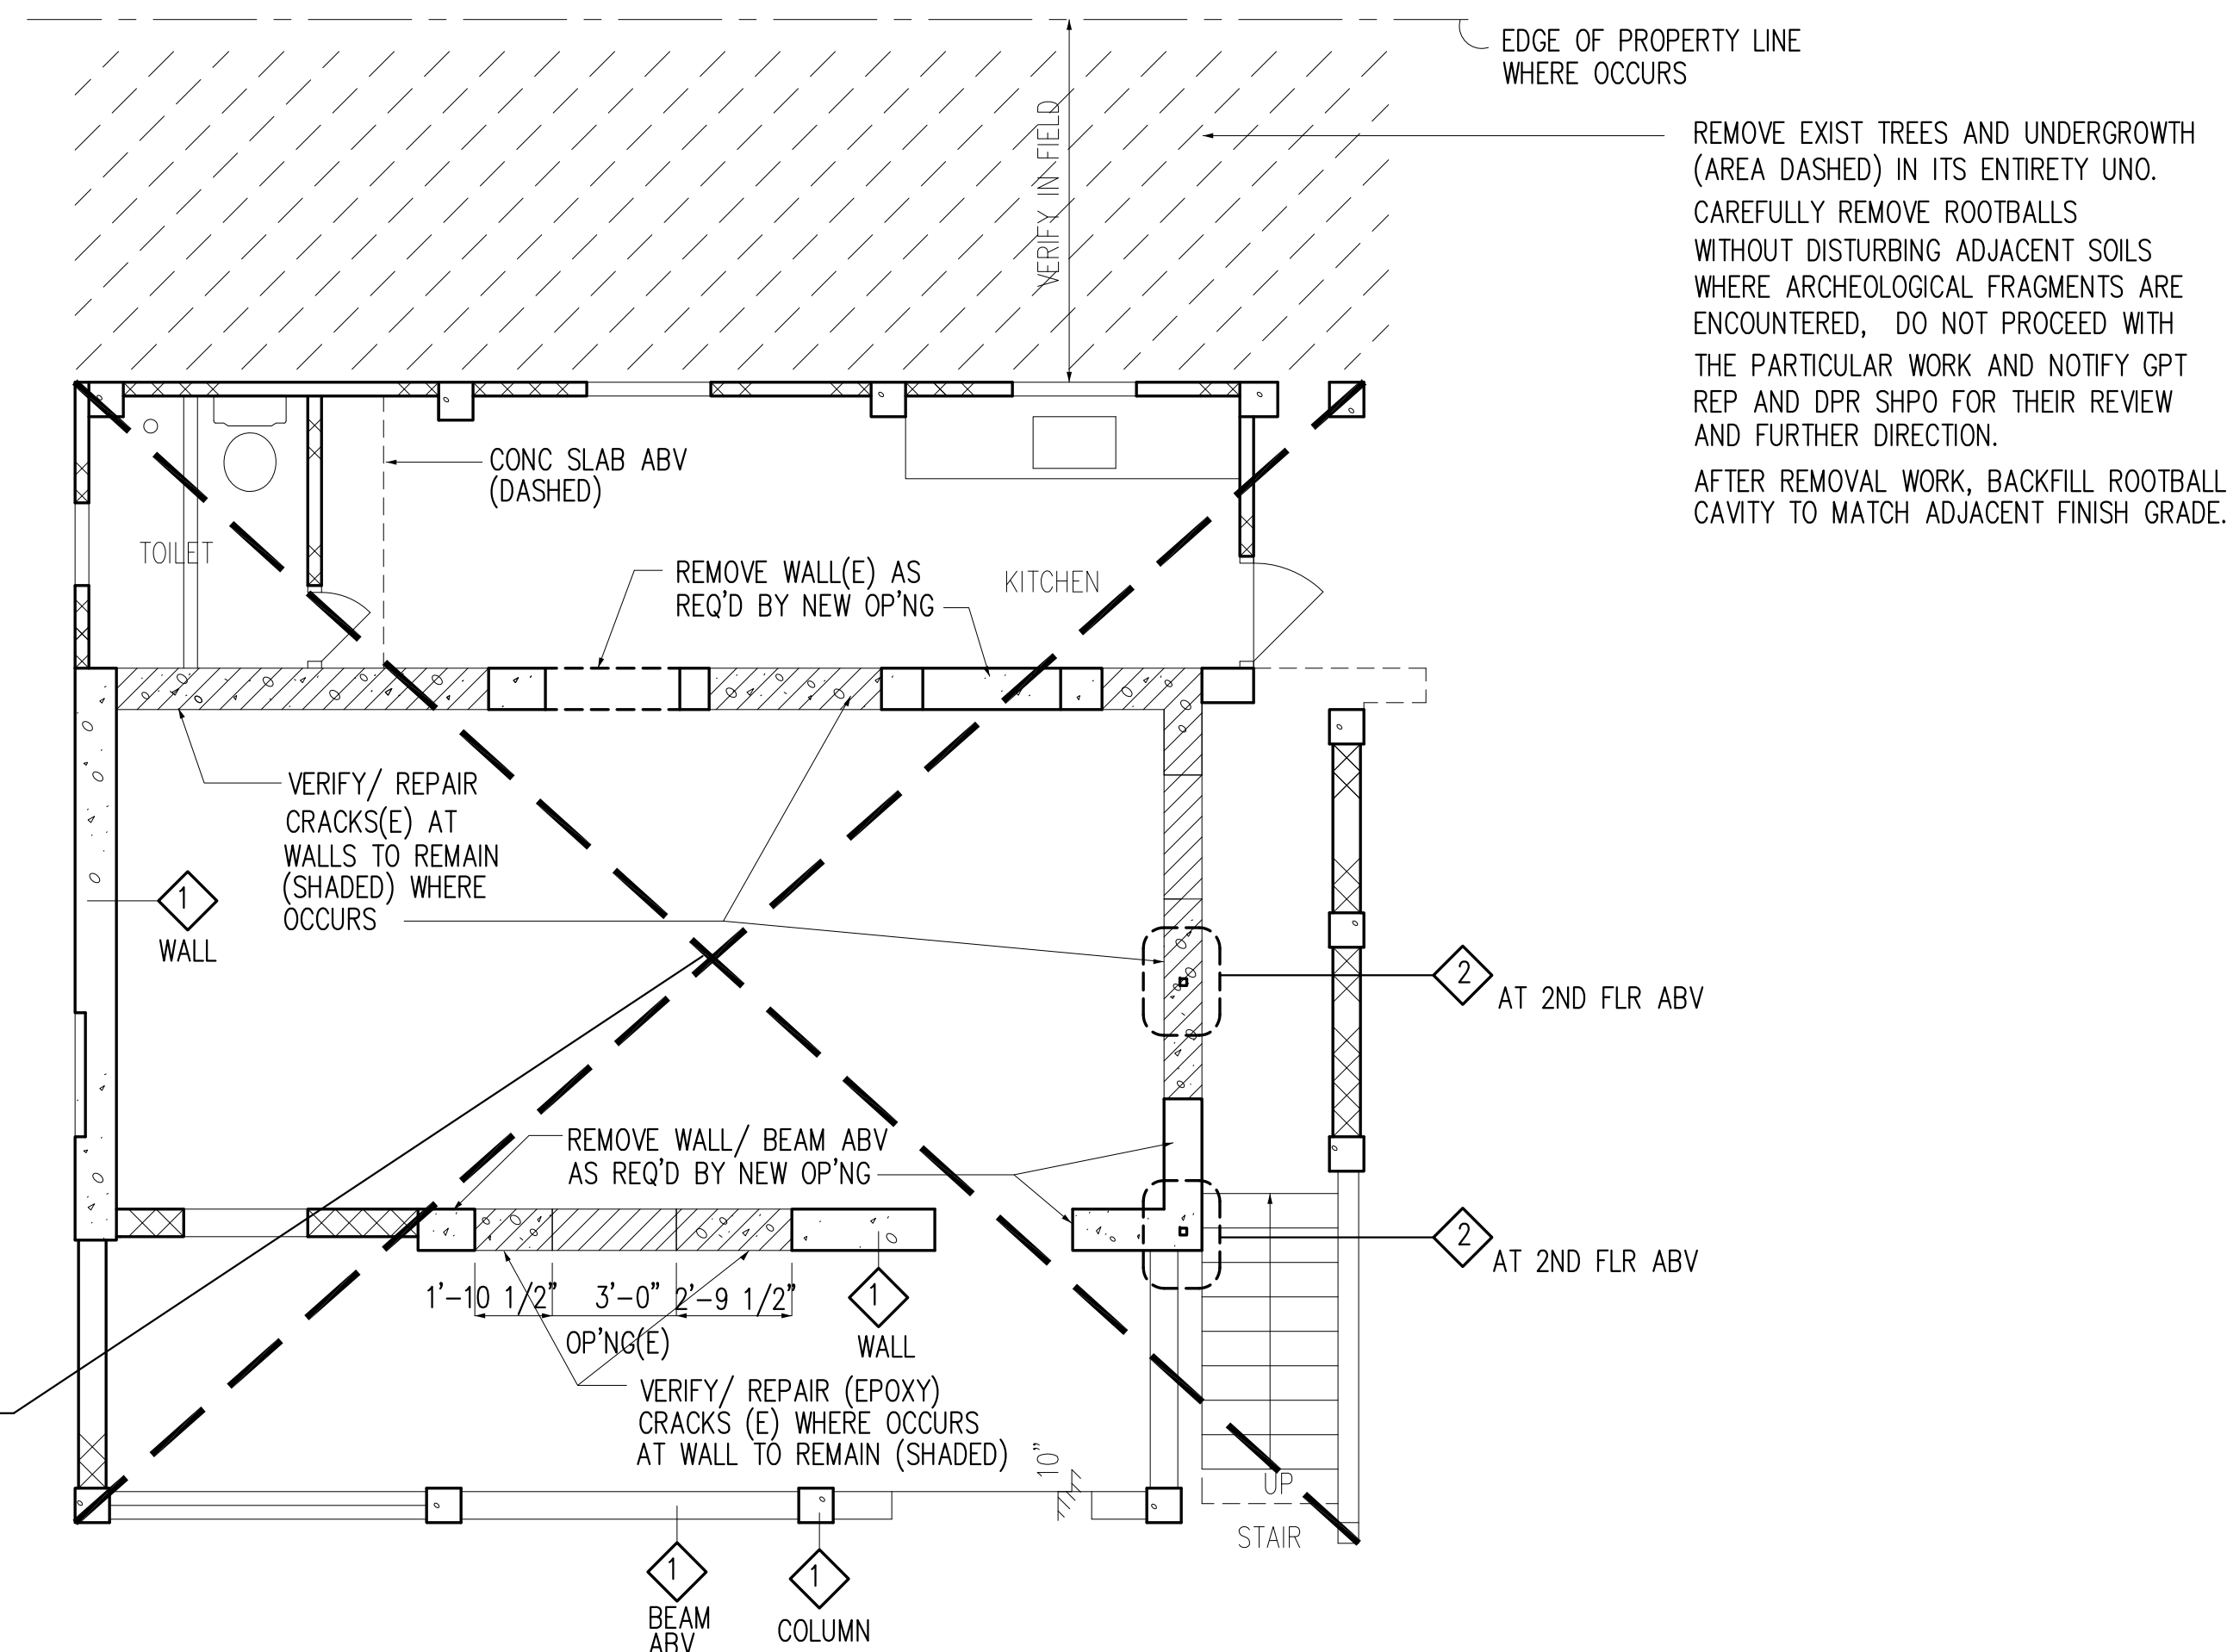 EDGE OF PROPERTY LINE
WHERE OCCURS
REMOVE EXIST TREES AND UNDERGROWTH
(AREA DASHED) IN ITS ENTIRETY UNO.
CAREFULLY REMOVE ROOTBALLS
WITHOUT DISTURBING ADJACENT SOILS
WHERE ARCHEOLOGICAL FRAGMENTS ARE
ENCOUNTERED, DO NOT PROCEED WITH
THE PARTICULAR WORK AND NOTIFY GPT
REP AND DPR SHPO FOR THEIR REVIEW
AND FURTHER DIRECTION.
AFTER REMOVAL WORK, BACKFILL ROOTBALL
CAVITY TO MATCH ADJACENT FINISH GRADE.
VERIFY IN FIELD
CONC SLAB ABV
(DASHED)
TOILET
REMOVE WALL(E) AS
REQ'D BY NEW OP'NG
KITCHEN
VERIFY/ REPAIR
CRACKS(E) AT
WALLS TO REMAIN
(SHADED) WHERE
OCCURS
1
WALL
2
AT 2ND FLR ABV
REMOVE WALL/ BEAM ABV
AS REQ'D BY NEW OP'NG
2
AT 2ND FLR ABV
1'-10 1/2" 3'-0" 2'-9 1/2"
OP'NG(E)
1
WALL
VERIFY/ REPAIR (EPOXY)
CRACKS (E) WHERE OCCURS
AT WALL TO REMAIN (SHADED)
10"
UP
STAIR
1
BEAM
ABV
1
COLUMN